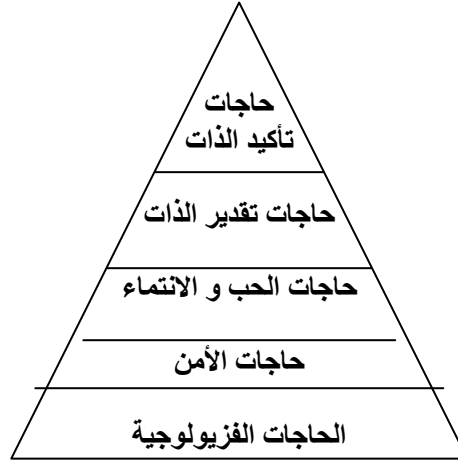 حاجات
تأكيد الذات
حاجات تقدير الذات
حاجات الحب و الانتماء
حاجات الأمن
الحاجات الفزيولوجية